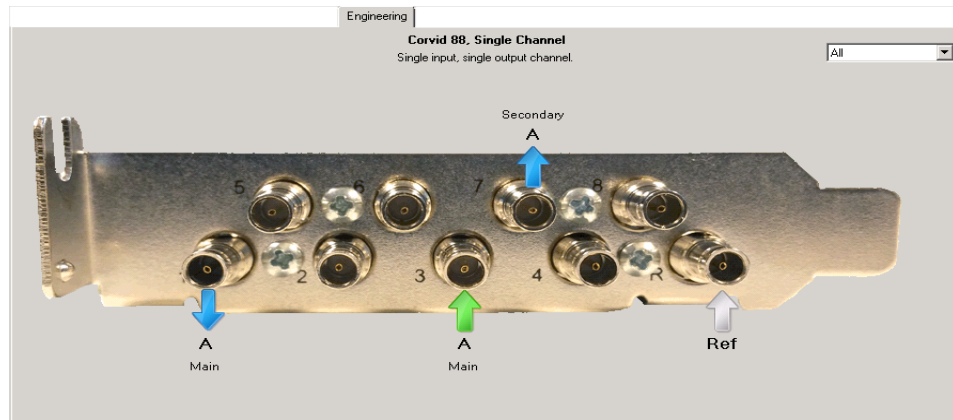 Engineering
Corvid 88, Single Channel
Single input, single output channel.
All
Secondary
A
5
6
7
8
1
2
3
4
R
A
A
Ref
Main
Main